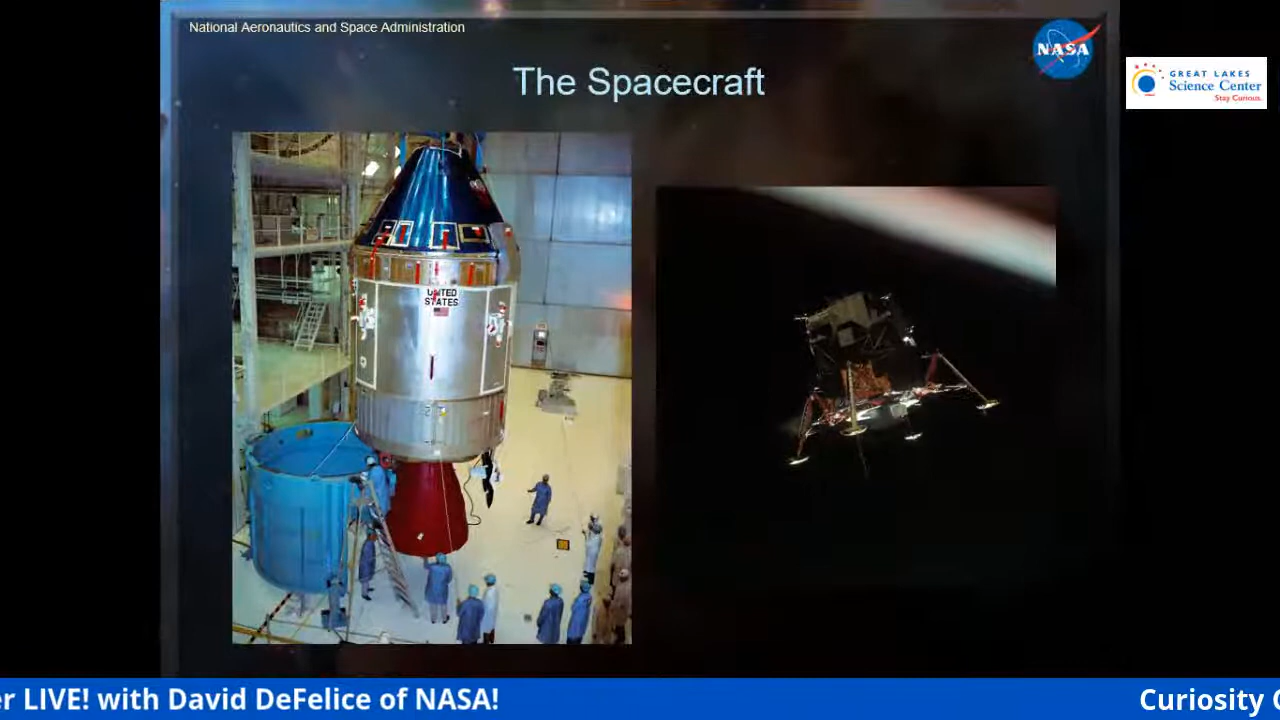 National Aeronautics and Space Administration
NASA
The Spacecraft
GREAT LAKES
Science Center
Stay Curious.
UNITED
STATES
er LIVE! with David DeFelice of NASA!
Curiosity C